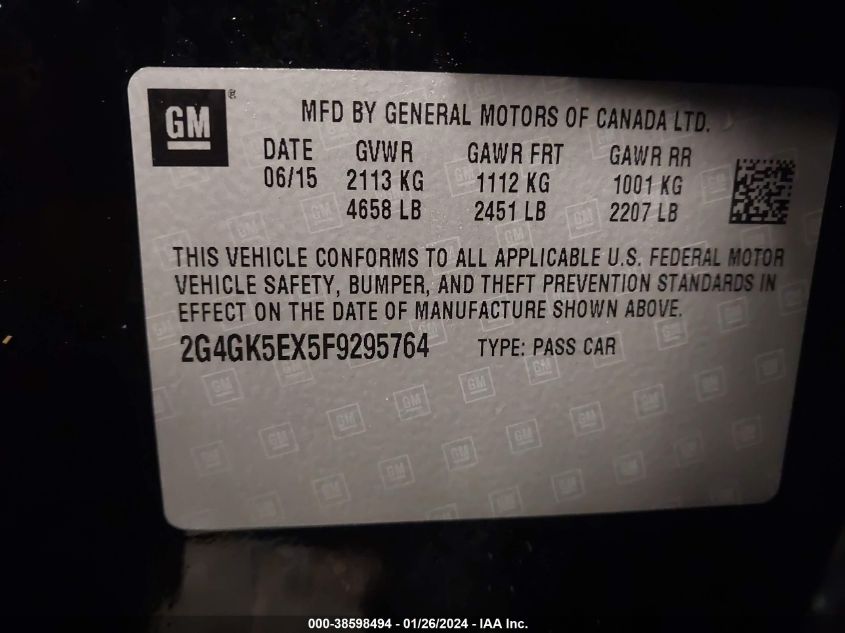 GM ®
MFD BY GENERAL MOTORS OF CANADA LTD.
DATE GVWR GAWR FRT GAWR RR
06/15 2113 KG 1112 KG 1001 KG
4658 LB 2451 LB 2207 LB
THIS VEHICLE CONFORMS TO ALL APPLICABLE U.S. FEDERAL MOTOR
VEHICLE SAFETY, BUMPER, AND THEFT PREVENTION STANDARDS IN
EFFECT ON THE DATE OF MANUFACTURE SHOWN ABOVE.
2G4GK5EX5F9295764 TYPE: PASS CAR
000-38598494 - 01/26/2024 - IAA Inc.